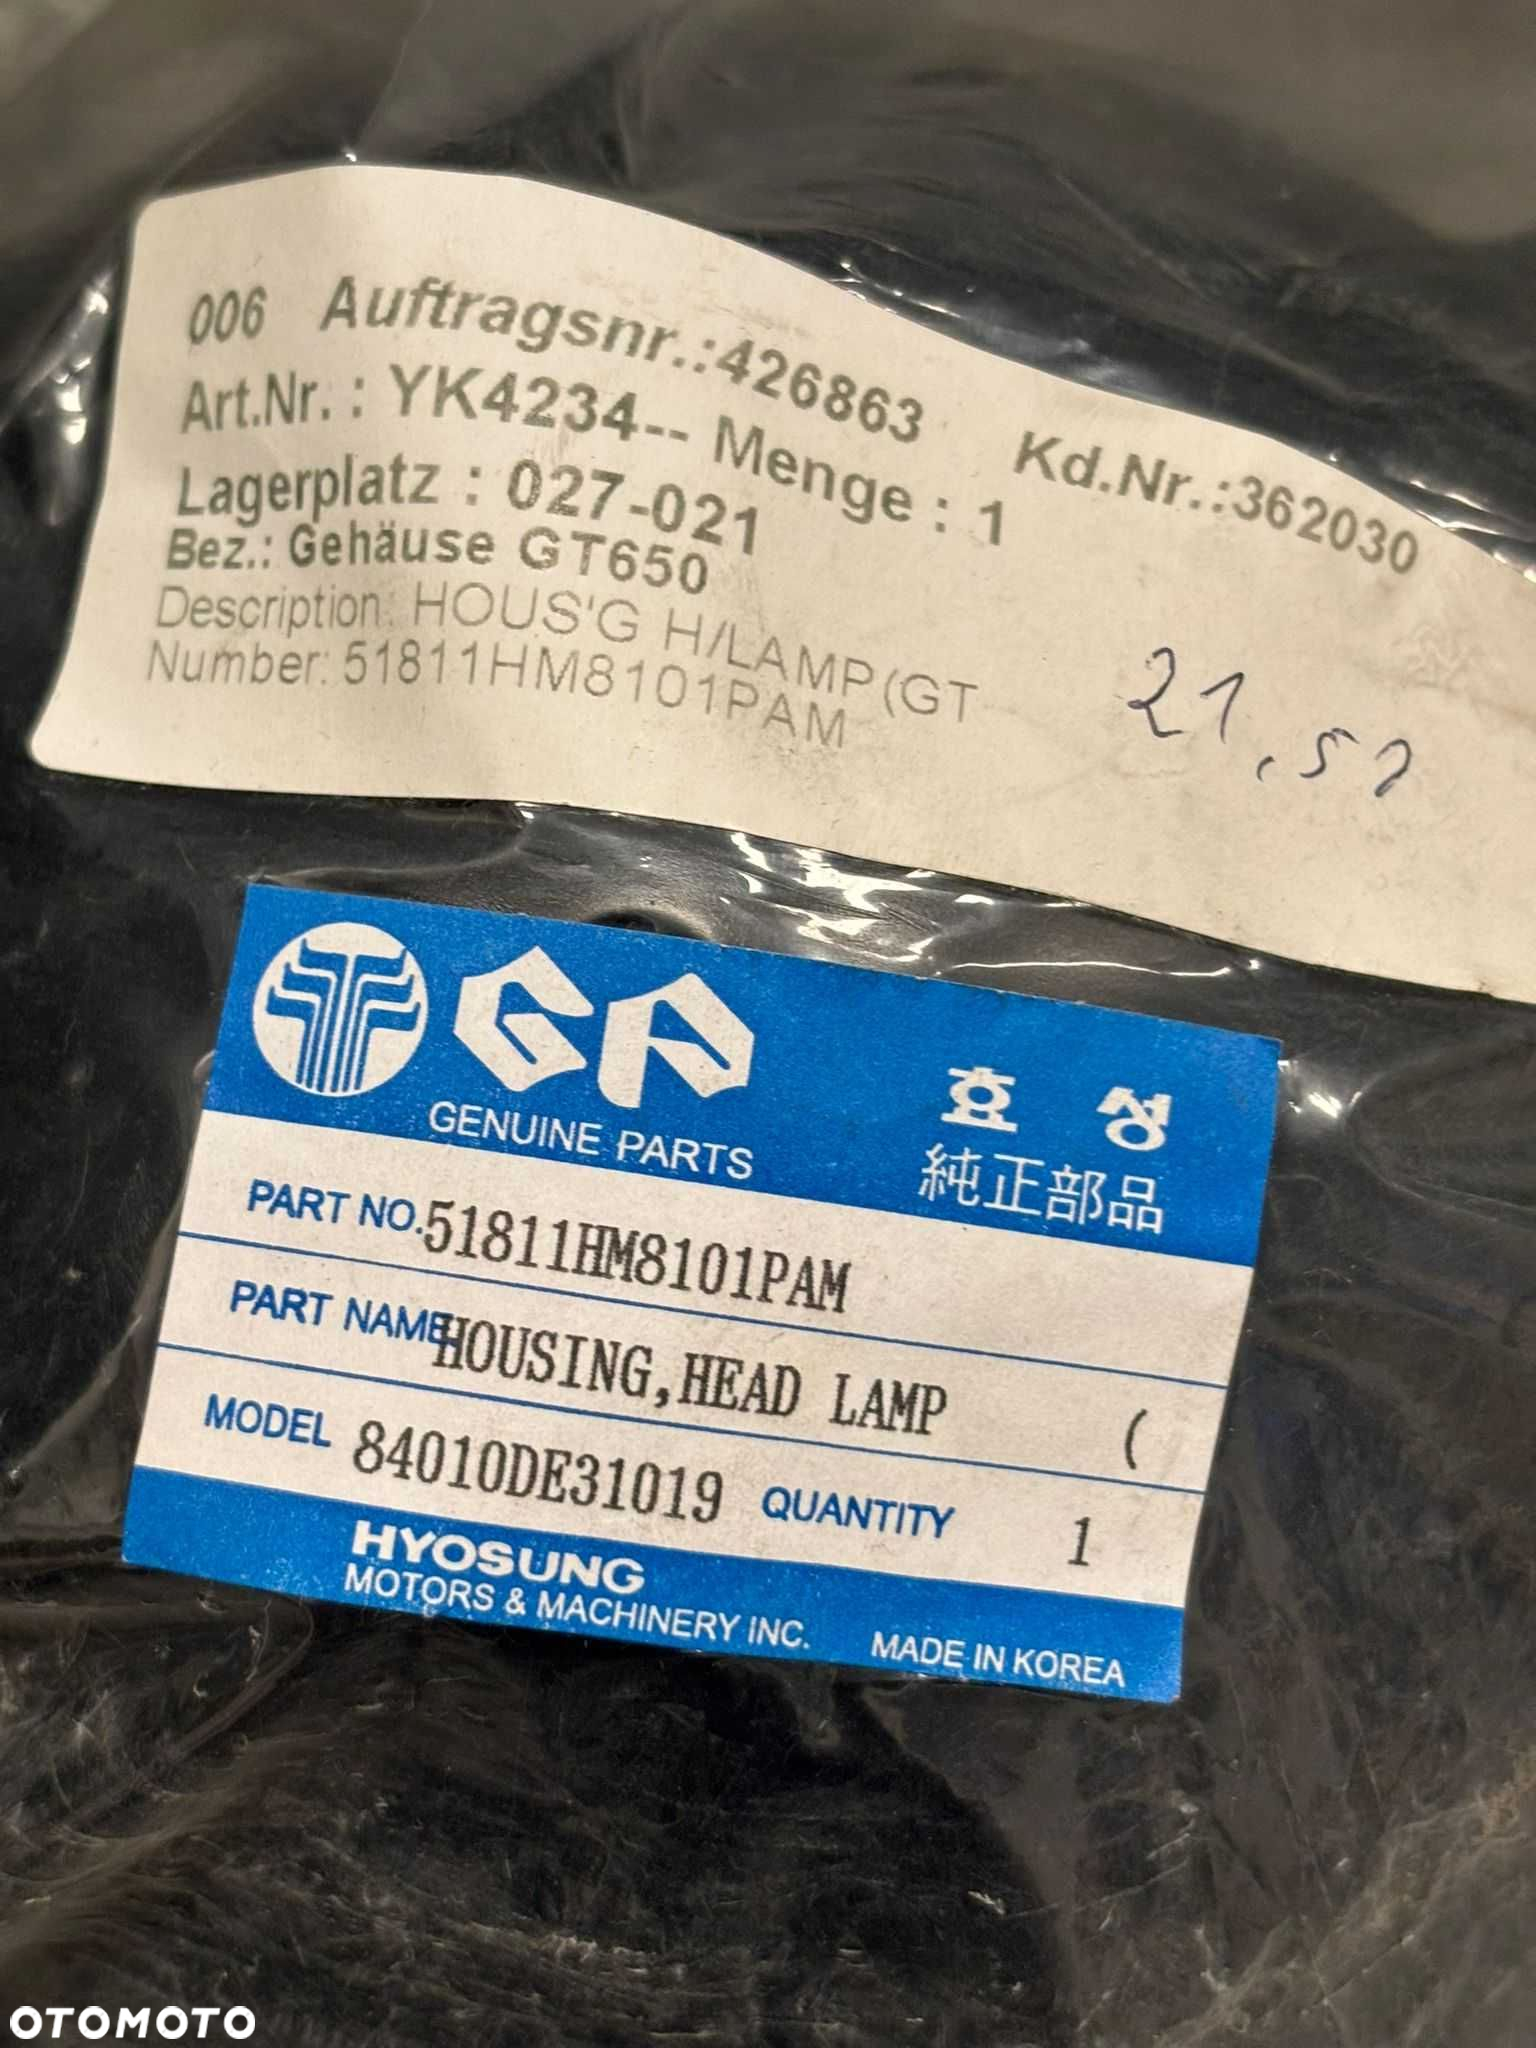 006 Auftragsnr.:426863 Kd.Nr.:362030
Art.Nr. : YK4234-- Menge : 1
Lagerplatz : 027-021
Bez.: Gehäuse GT650
Description: HOUS'G H/LAMP(GT
Number: 51811HM8101PAM
21,51
GP
GENUINE PARTS
효성
純正部品
PART NO. 51811HM8101PAM
PART NAME HOUSING,HEAD LAMP (
MODEL 84010DE31019 QUANTITY 1
HYOSUNG
MOTORS & MACHINERY INC. MADE IN KOREA
OTOMOTO